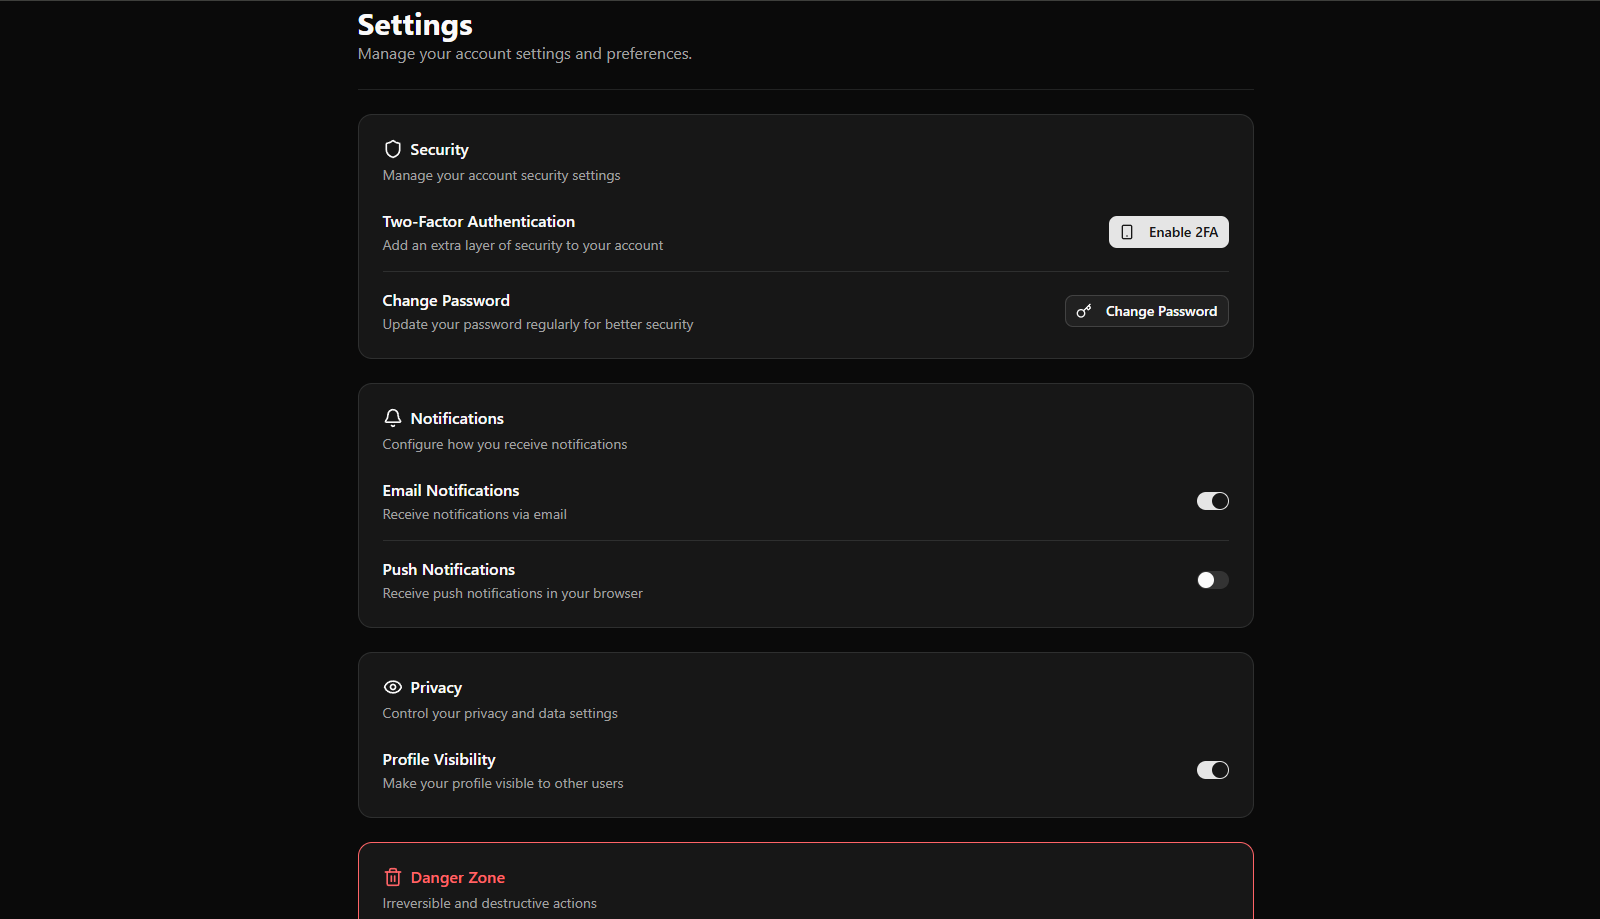 Settings
Manage your account settings and preferences.
Security
Manage your account security settings
Two-Factor Authentication
Add an extra layer of security to your account
Enable 2FA
Change Password
Update your password regularly for better security
Change Password
Notifications
Configure how you receive notifications
Email Notifications
Receive notifications via email
Push Notifications
Receive push notifications in your browser
Privacy
Control your privacy and data settings
Profile Visibility
Make your profile visible to other users
Danger Zone
Irreversible and destructive actions